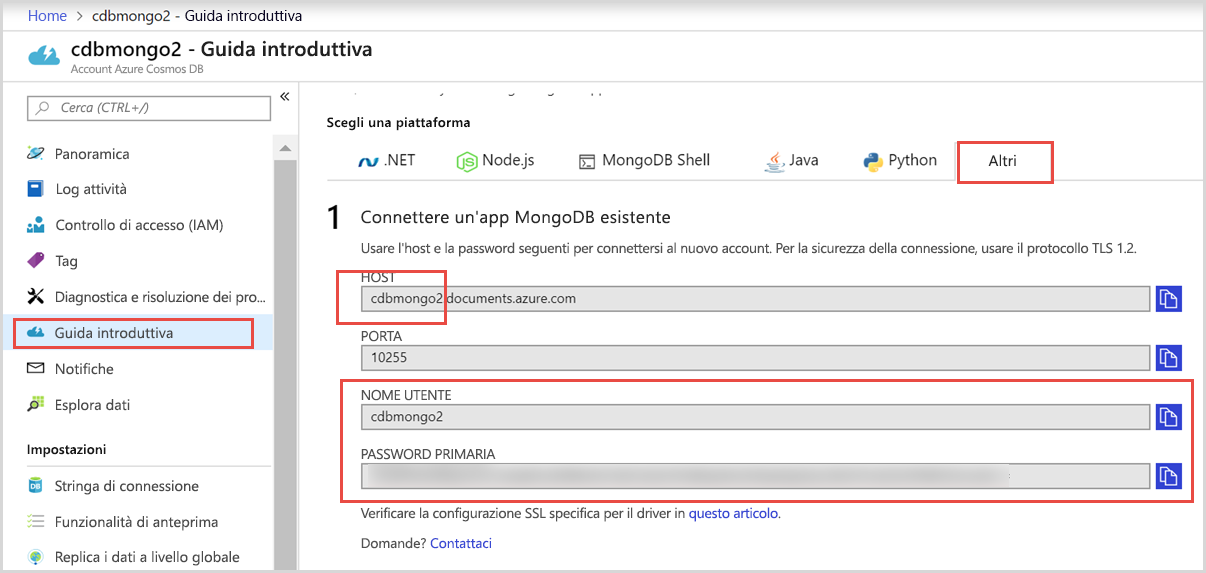 Home > cdbmongo2 - Guida introduttiva
cdbmongo2 - Guida introduttiva
Account Azure Cosmos DB
Cerca (CTRL+/)
«
Panoramica
Log attività
Controllo di accesso (IAM)
Tag
Diagnostica e risoluzione dei pro...
Guida introduttiva
Notifiche
Esplora dati
Impostazioni
Stringa di connessione
Funzionalità di anteprima
Replica i dati a livello globale
Scegli una piattaforma
.NET
Node.js
MongoDB Shell
Java
Python
Altri
1 Connettere un'app MongoDB esistente
Usare l'host e la password seguenti per connettersi al nuovo account. Per la sicurezza della connessione, usare il protocollo TLS 1.2.
HOST
cdbmongo2.documents.azure.com
PORTA
10255
NOME UTENTE
cdbmongo2
PASSWORD PRIMARIA
Verificare la configurazione SSL specifica per il driver in questo articolo.
Domande? Contattaci